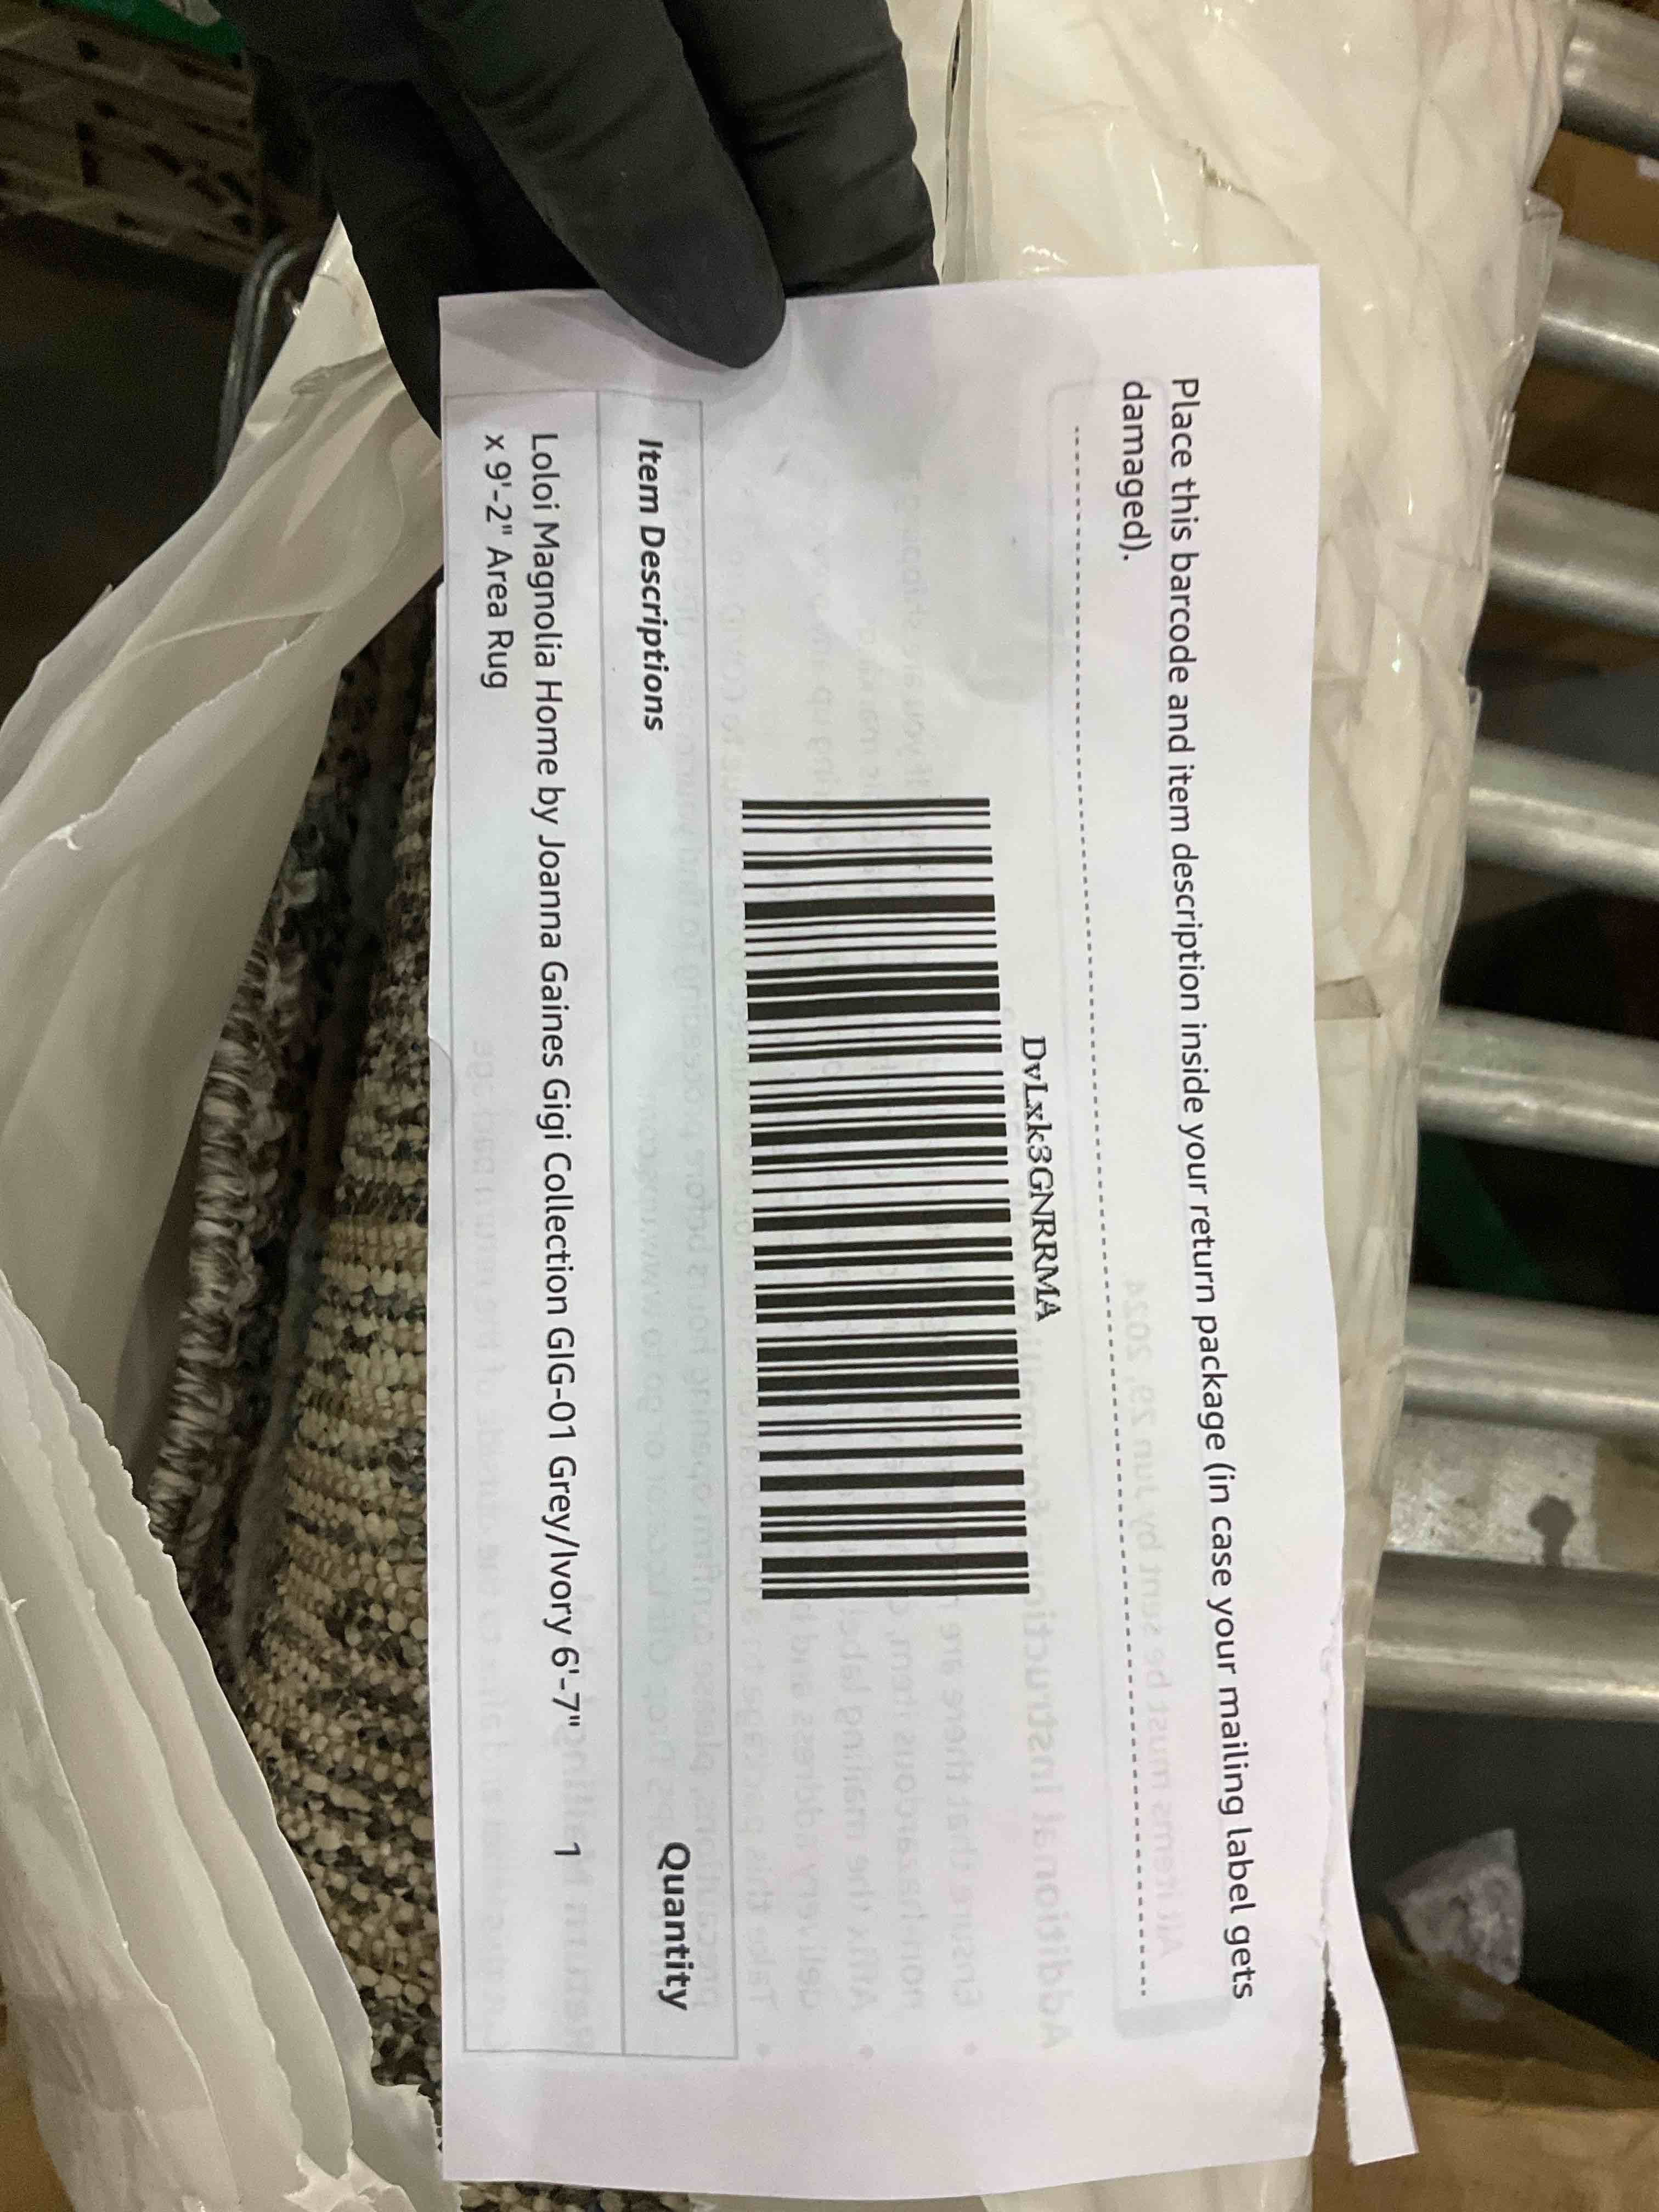 Place this barcode and item description inside your return package (in case your mailing label gets
damaged).
DvLxk3GNRRMA
Item Descriptions Quantity
Loloi Magnolia Home by Joanna Gaines Gigi Collection GIG-01 Grey/Ivory 6'-7" 1
x 9'-2" Area Rug